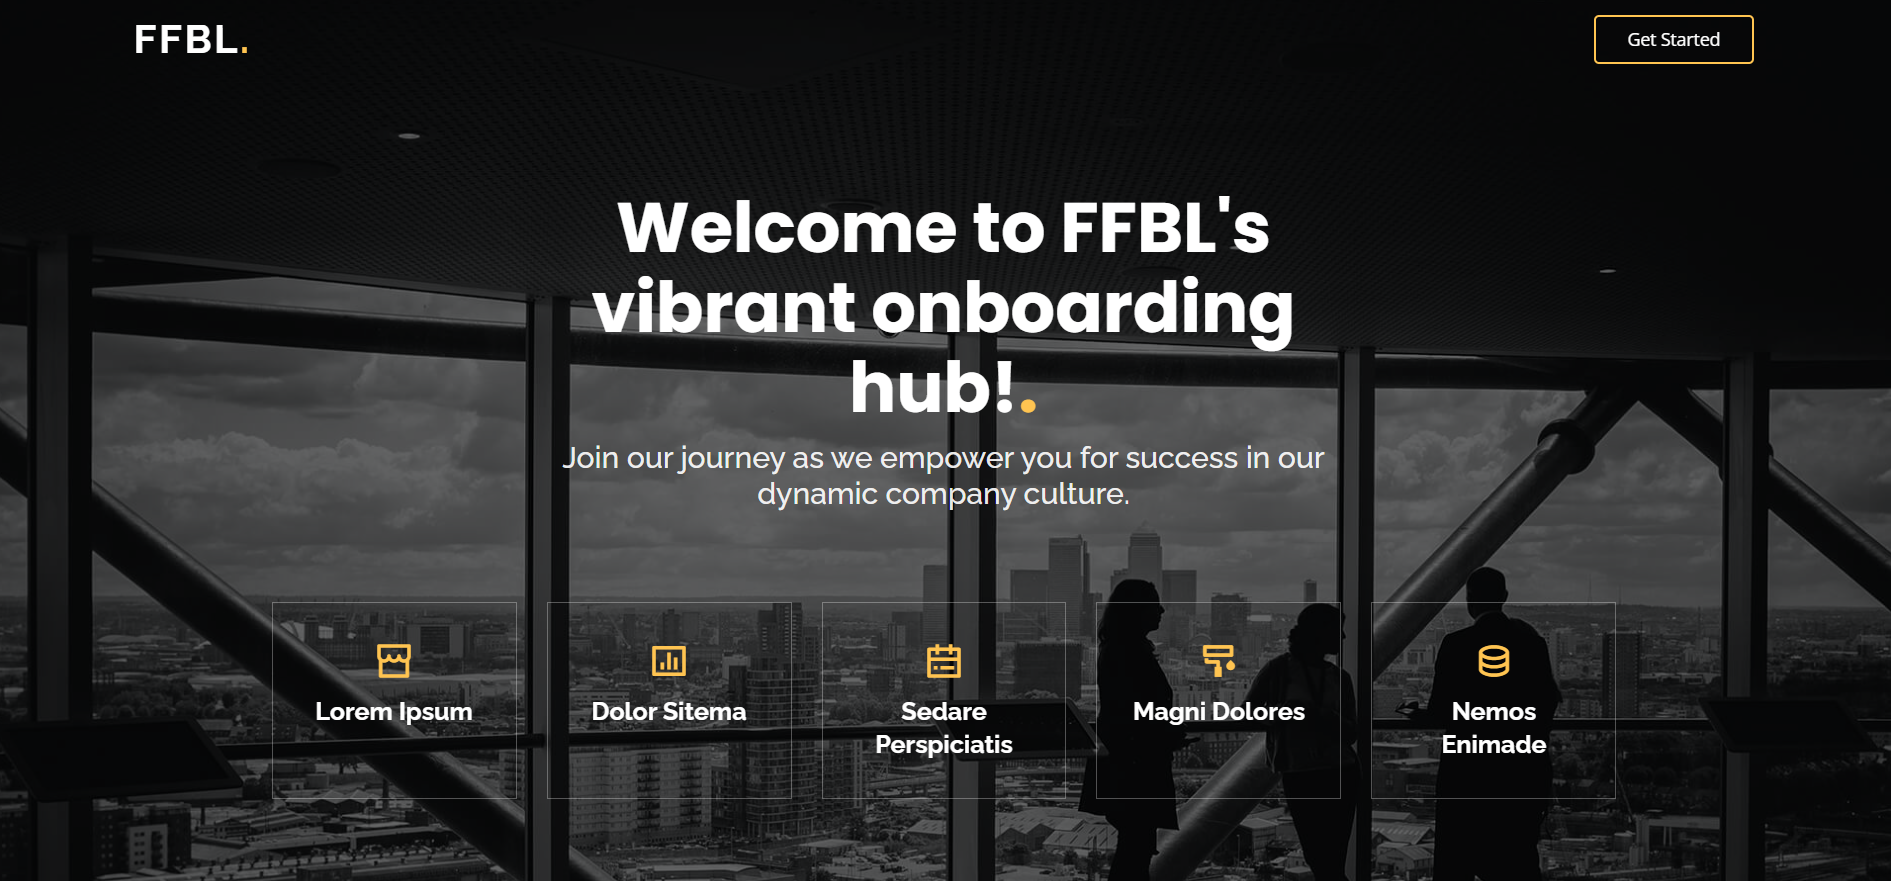 FFBL.
Get Started
Welcome to FFBL's
vibrant onboarding
hub!.
Join our journey as we empower you for success in our
dynamic company culture.
Lorem Ipsum
Dolor Sitema
Sedare
Perspiciatis
Magni Dolores
Nemos
Enimade